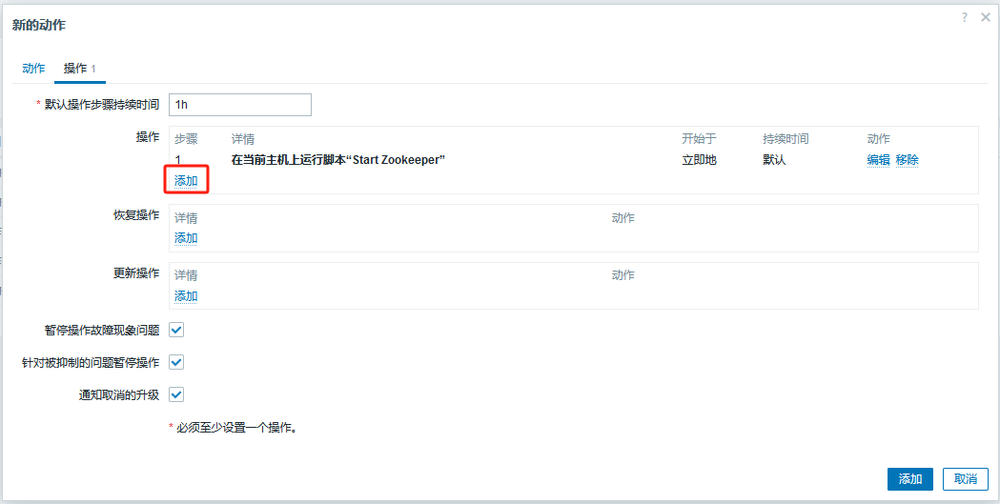 新的动作
?
动作 操作 1
* 默认操作步骤持续时间 1h
操作 步骤 详情 开始于 持续时间 动作
1 在当前主机上运行脚本“Start Zookeeper” 立即地 默认 编辑 移除
添加
恢复操作 详情 动作
添加
更新操作 详情 动作
添加
暂停操作故障现象问题
针对被抑制的问题暂停操作
通知取消的升级
* 必须至少设置一个操作。
添加 取消